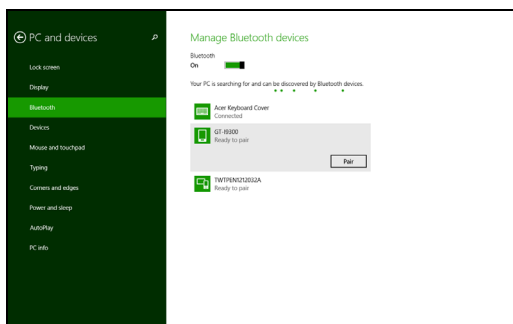 PC and devices
Lock screen
Display
Bluetooth
Devices
Mouse and touchpad
Typing
Corners and edges
Power and sleep
AutoPlay
PC info
Manage Bluetooth devices
Bluetooth
On
Your PC is searching for and can be discovered by Bluetooth devices.
Acer Keyboard Cover
Connected
GT-I9300
Ready to pair
Pair
TWTPEN1212032A
Ready to pair